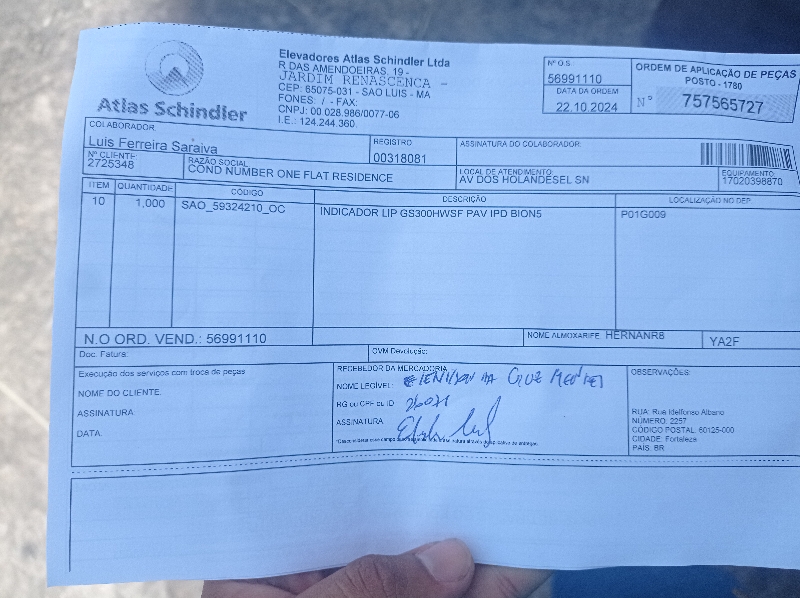 Atlas Schindler
Elevadores Atlas Schindler Ltda
R DAS AMENDOEIRAS, 19 -
JARDIM RENASCENCA -
CEP: 65075-031 - SAO LUIS - MA
FONES: / - FAX:
CNPJ: 00 028.986/0077-06
I.E.: 124.244.360
Nº O.S.
56991110
DATA DA ORDEM
22.10.2024
ORDEM DE APLICAÇÃO DE PEÇAS
POSTO - 1780
N° 757565727
COLABORADOR:
Luis Ferreira Saraiva
REGISTRO
00318081
ASSINATURA DO COLABORADOR:
Nº CLIENTE:
2725348
RAZÃO SOCIAL
COND NUMBER ONE FLAT RESIDENCE
LOCAL DE ATENDIMENTO:
AV DOS HOLANDESEL SN
EQUIPAMENTO
17020398870
ITEM QUANTIDADE CÓDIGO DESCRIÇÃO LOCALIZAÇÃO NO DEP.
10 1,000 SAO_59324210_OC INDICADOR LIP GS300HWSF PAV IPD BION5 P01G009
N.O ORD. VEND.: 56991110
NOME ALMOXARIFE HERNANR8
YA2F
Doc. Fatura:
OVM Devolução:
Execução dos serviços com troca de peças
NOME DO CLIENTE:
ASSINATURA:
DATA:
RECEBEDOR DA MERCADORIA
NOME LEGÍVEL: DA CRUZ
RG ou CPF ou ID:
ASSINATURA
OBSERVAÇÕES:
RUA: Rua Idelfonso Albano
NÚMERO: 2257
CÓDIGO POSTAL: 60125-000
CIDADE: Fortaleza
PAÍS: BR